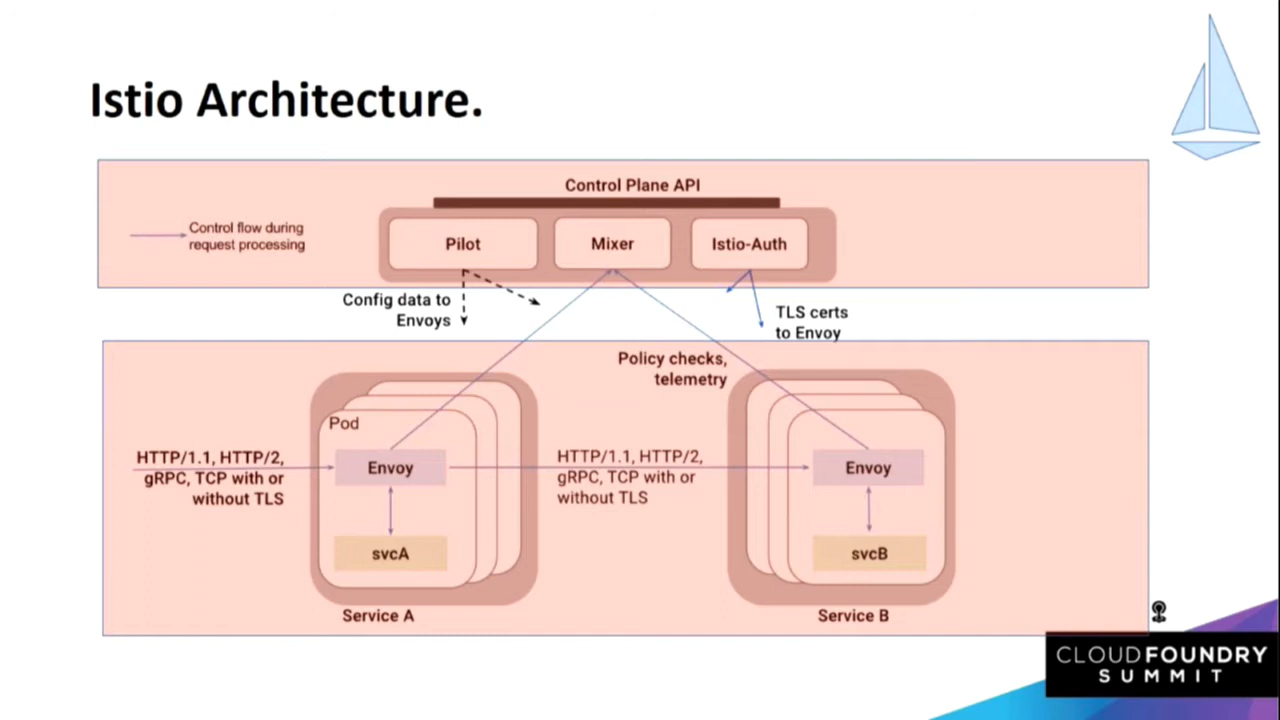 Istio Architecture.
Control Plane API
Control flow during
request processing
Pilot
Mixer
Istio-Auth
Config data to
Envoys
TLS certs
to Envoy
Policy checks,
telemetry
Pod
HTTP/1.1, HTTP/2,
gRPC, TCP with or
without TLS
Envoy
svcA
Service A
HTTP/1.1, HTTP/2,
gRPC, TCP with or
without TLS
Envoy
svcB
Service B
CLOUDFOUNDRY
SUMMIT